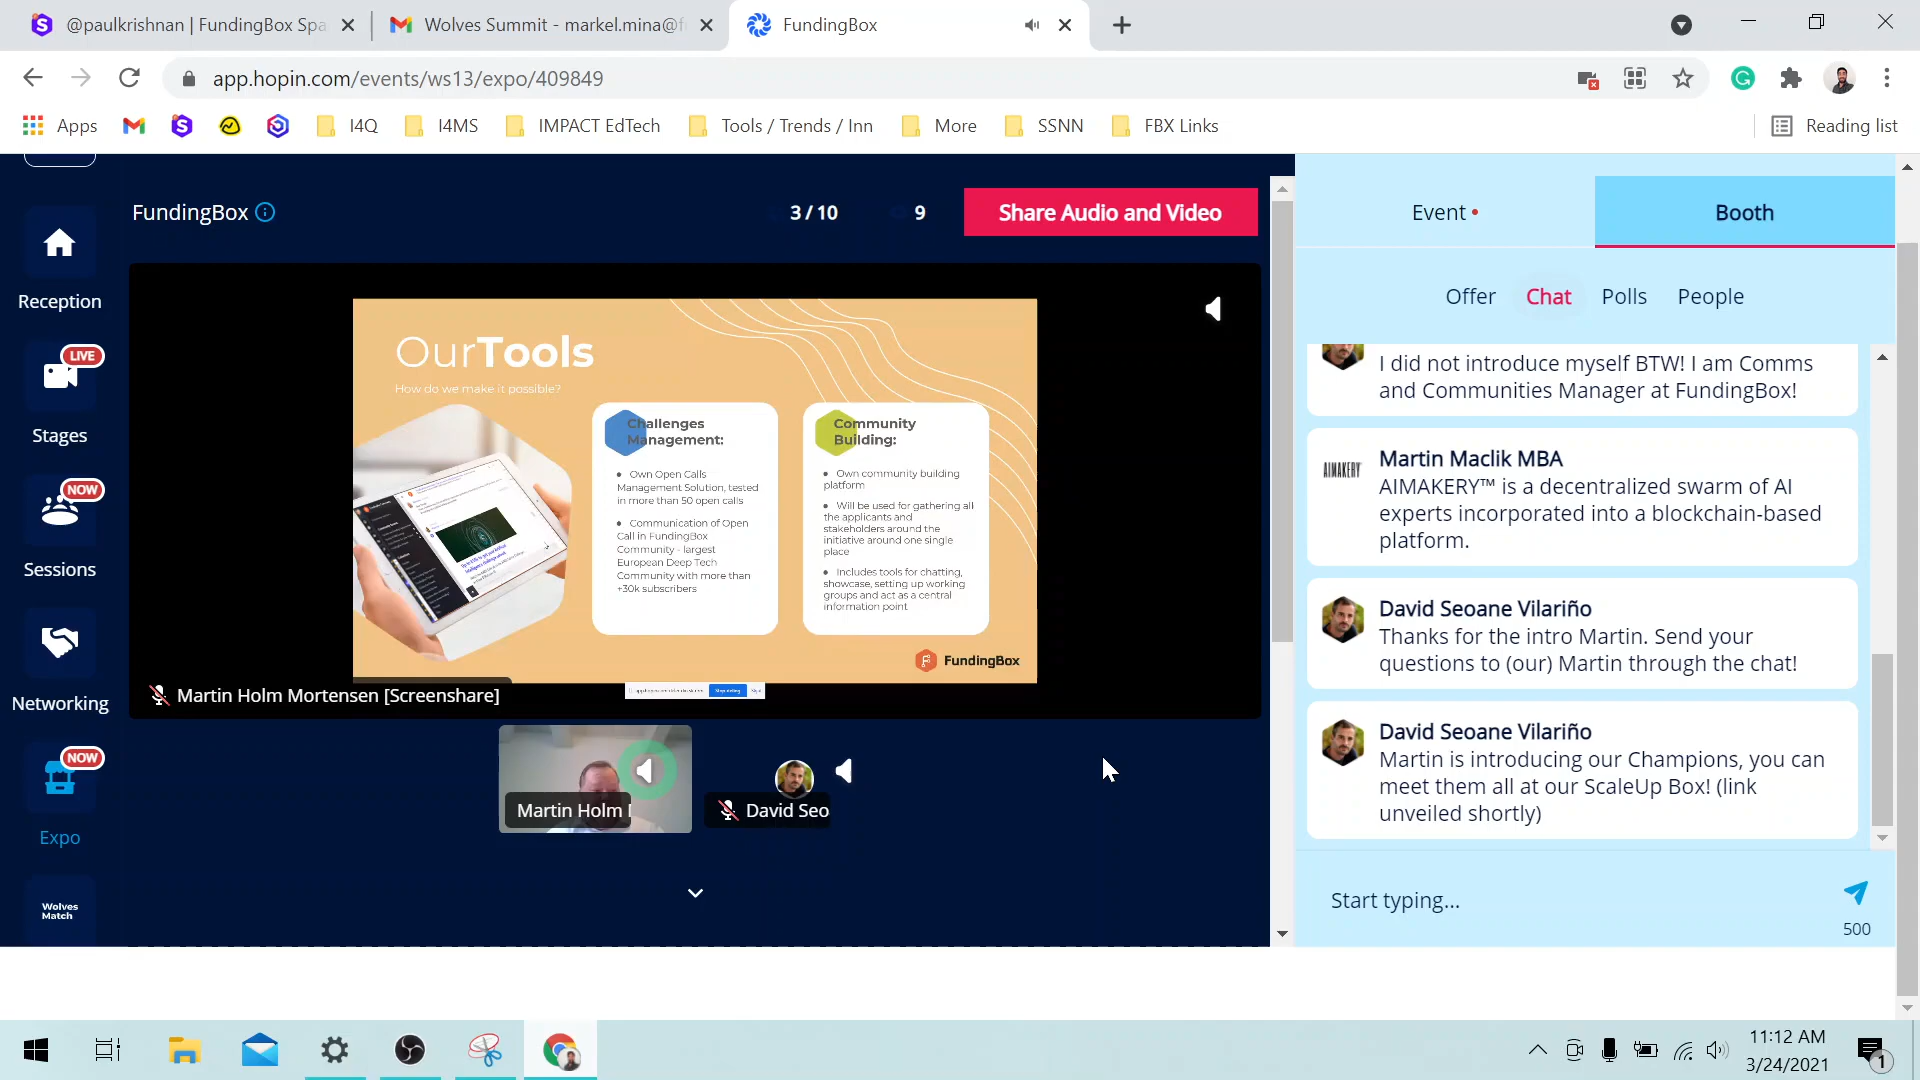 @paulkrishnan | FundingBox Spa
Wolves Summit - markel.mina@f
FundingBox
app.hopin.com/events/ws13/expo/409849
Apps
I4Q
I4MS
IMPACT EdTech
Tools / Trends / Inn
More
SSNN
FBX Links
Reading list
Reception
LIVE
Stages
NOW
Sessions
Networking
NOW
Expo
Wolves
Match
FundingBox
3 / 10
9
Share Audio and Video
OurTools
How do we make it possible?
Challenges
Management:
● Own Open Calls
Management Solution, tested
in more than 50 open calls
● Communication of Open
Call in FundingBox
Community - largest
European Deep Tech
Community with more than
+30k subscribers
Community
Building:
● Own community building
platform
● Will be used for gathering all
the applicants and
stakeholders around the
initiative around one single
place
● Includes tools for chatting,
showcase, setting up working
groups and act as a central
information point
FundingBox
Martin Holm Mortensen [Screenshare]
Martin Holm
David Seo
Event
Booth
Offer
Chat
Polls
People
I did not introduce myself BTW! I am Comms
and Communities Manager at FundingBox!
AIMAKERY
Martin Maclik MBA
AIMAKERY™ is a decentralized swarm of AI
experts incorporated into a blockchain-based
platform.
David Seoane Vilariño
Thanks for the intro Martin. Send your
questions to (our) Martin through the chat!
David Seoane Vilariño
Martin is introducing our Champions, you can
meet them all at our ScaleUp Box! (link
unveiled shortly)
Start typing...
500
11:12 AM
3/24/2021
1